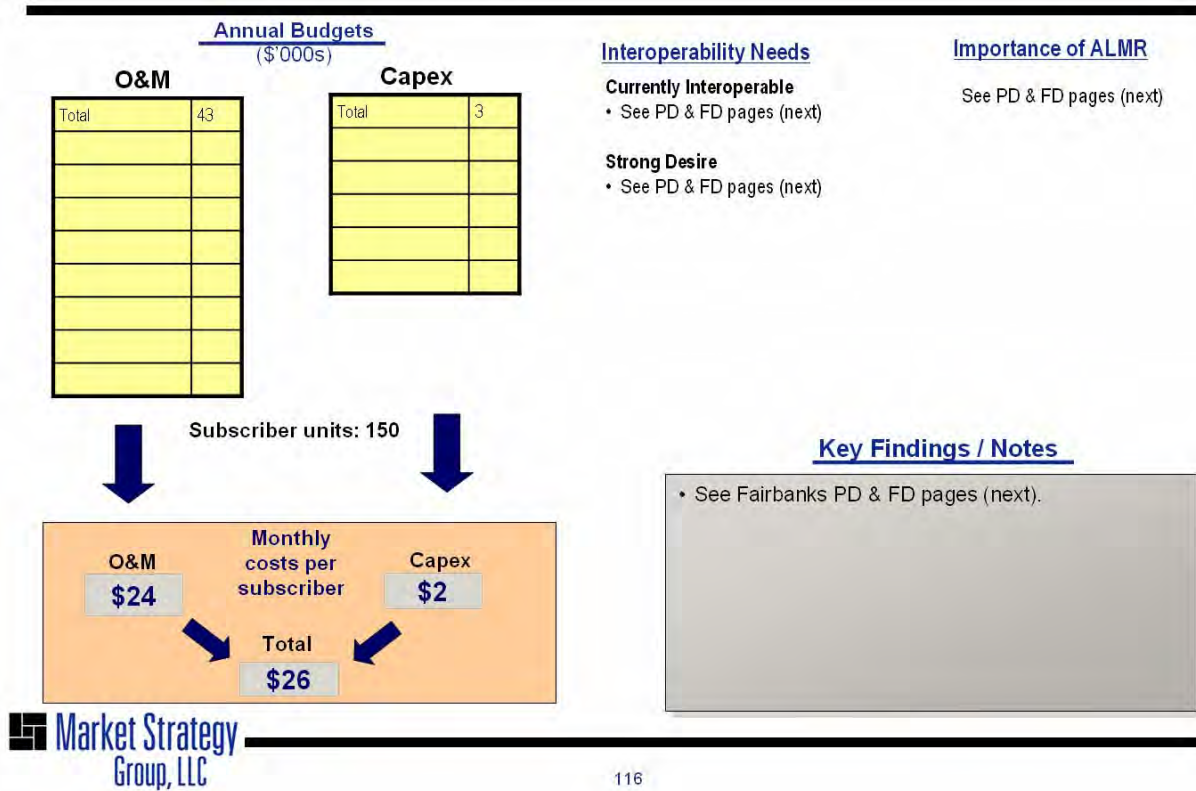 Annual Budgets
($'000s)
O&M
Total 43
Capex
Total 3
Interoperability Needs
Currently Interoperable
• See PD & FD pages (next)
Strong Desire
• See PD & FD pages (next)
Importance of ALMR
See PD & FD pages (next)
Subscriber units: 150
Monthly
costs per
subscriber
O&M
$24
Capex
$2
Total
$26
Key Findings / Notes
• See Fairbanks PD & FD pages (next).
Market Strategy
Group, LLC
116